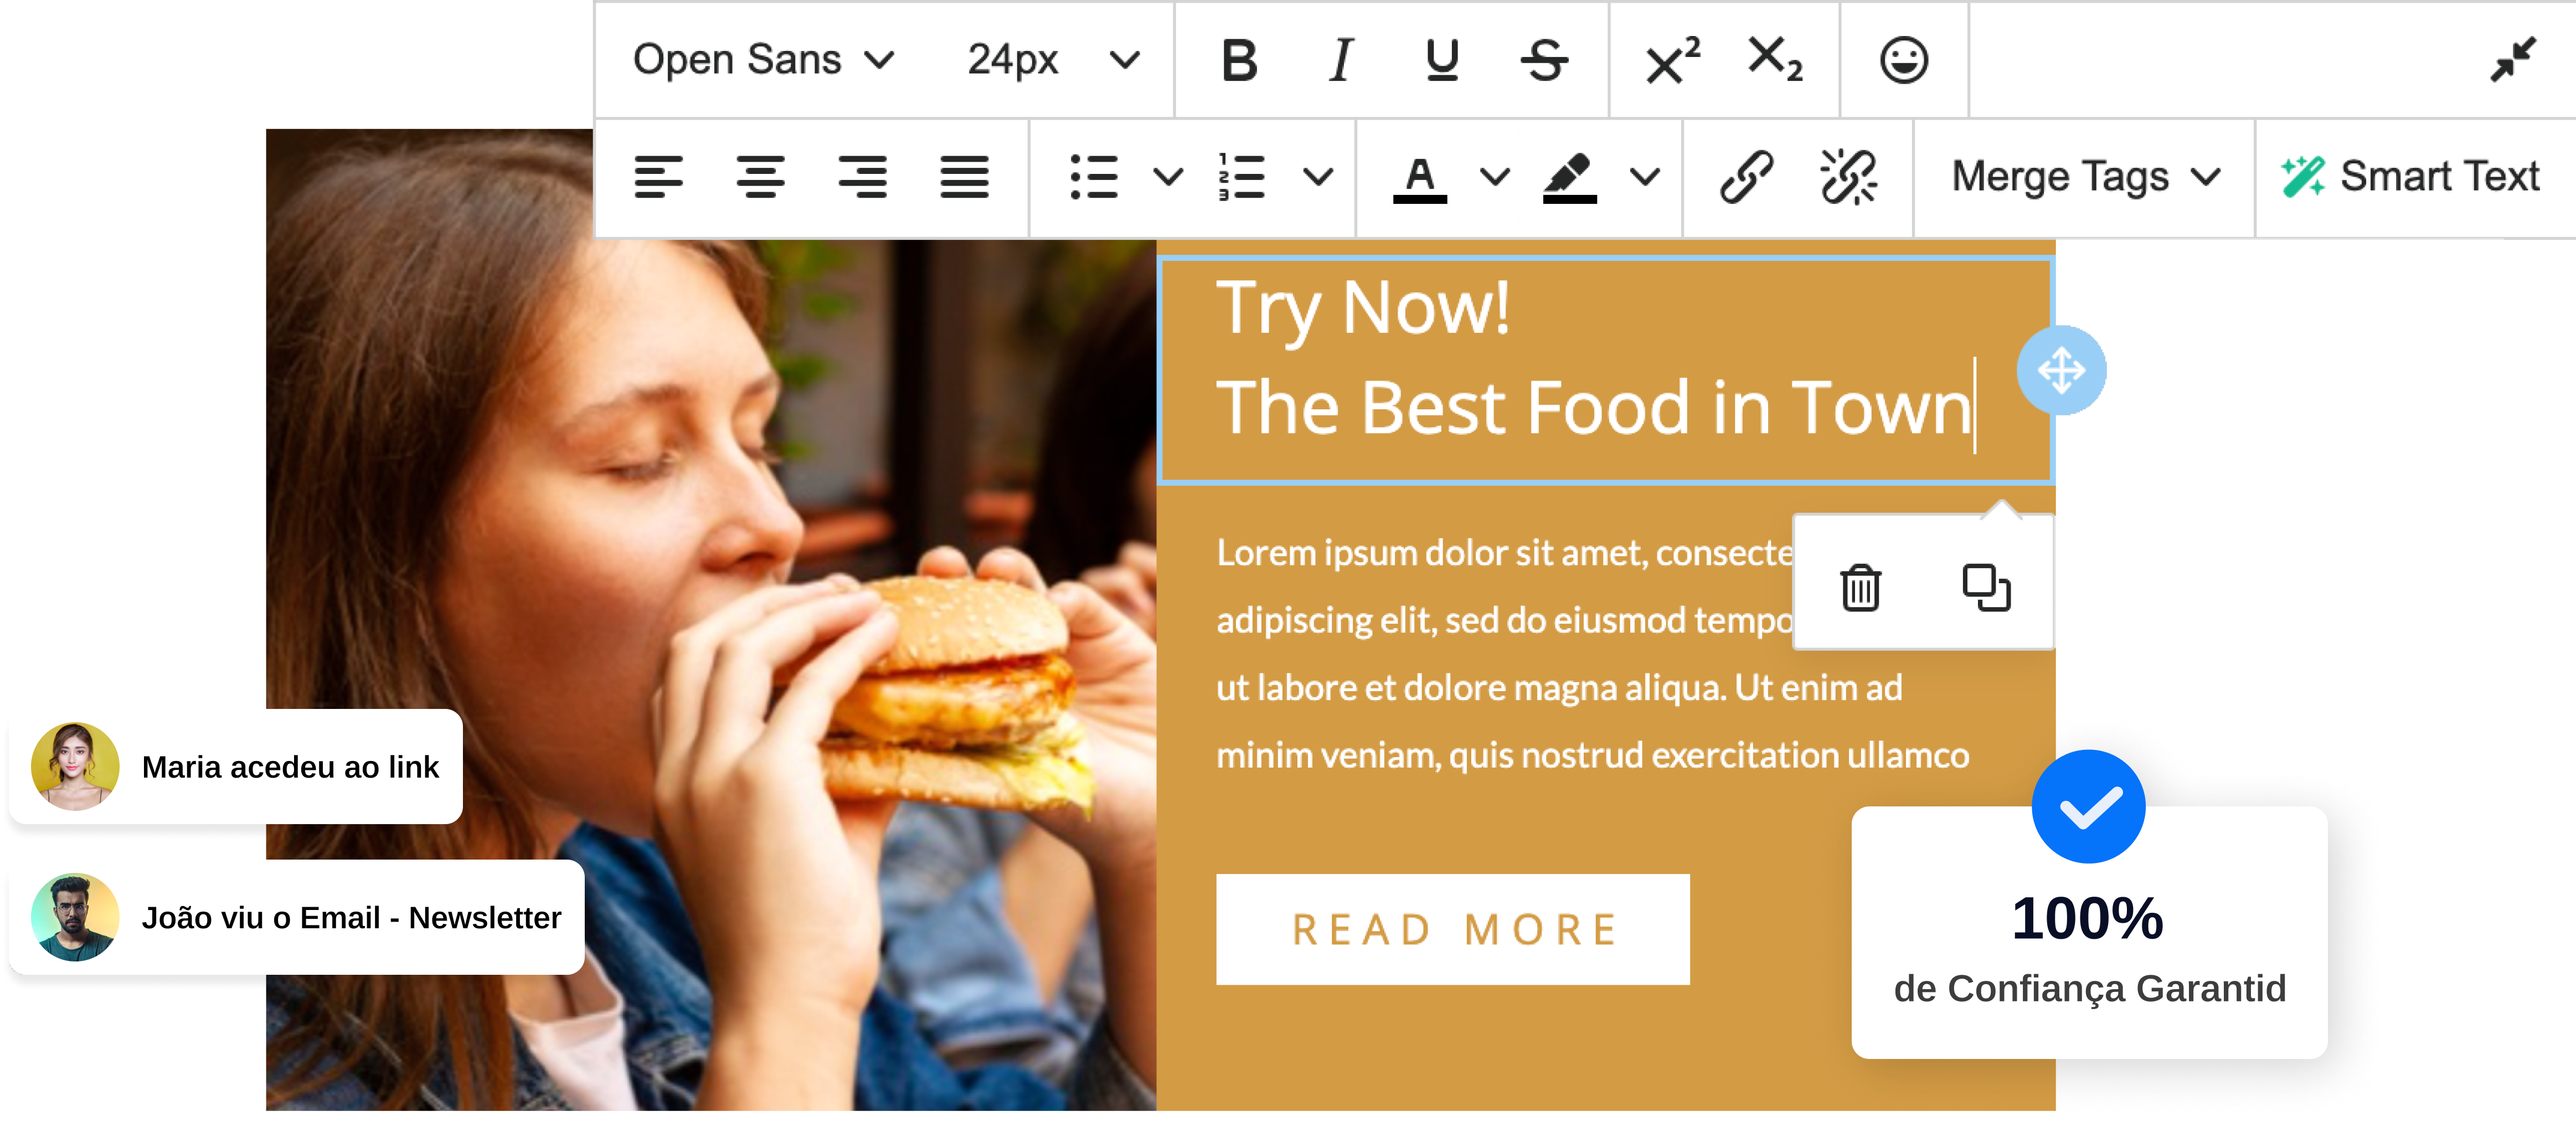 Open Sans 24px B I U S X² X₂
Merge Tags Smart Text
Try Now!
The Best Food in Town
Lorem ipsum dolor sit amet, consecte
adipiscing elit, sed do eiusmod tempo
ut labore et dolore magna aliqua. Ut enim ad
minim veniam, quis nostrud exercitation ullamco
READ MORE
Maria acedeu ao link
João viu o Email - Newsletter
100%
de Confiança Garantid